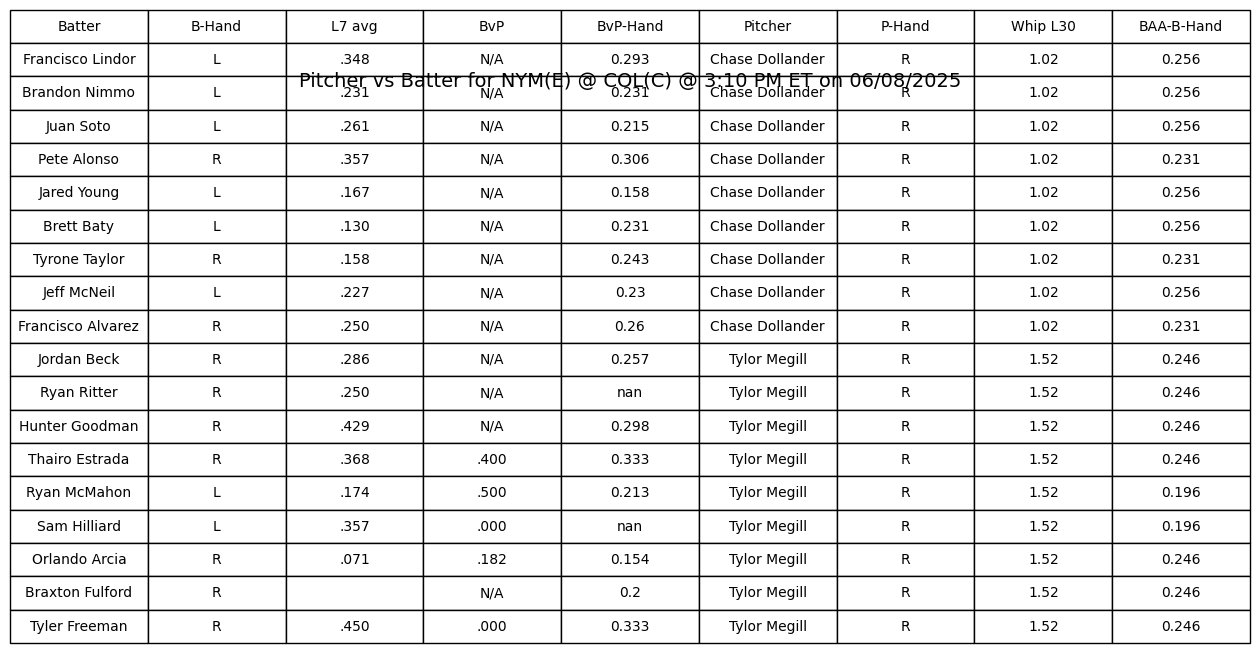 Batter B-Hand L7 avg BvP BvP-Hand Pitcher P-Hand Whip L30 BAA-B-Hand
Francisco Lindor L .348 N/A 0.293 Chase Dollander R 1.02 0.256
Pitcher vs Batter for NYM(E) @ COL(C) @ 3:10 PM ET on 06/08/2025
Brandon Nimmo L .231 N/A 0.231 Chase Dollander R 1.02 0.256
Juan Soto L .261 N/A 0.215 Chase Dollander R 1.02 0.256
Pete Alonso R .357 N/A 0.306 Chase Dollander R 1.02 0.231
Jared Young L .167 N/A 0.158 Chase Dollander R 1.02 0.256
Brett Baty L .130 N/A 0.231 Chase Dollander R 1.02 0.256
Tyrone Taylor R .158 N/A 0.243 Chase Dollander R 1.02 0.231
Jeff McNeil L .227 N/A 0.23 Chase Dollander R 1.02 0.256
Francisco Alvarez R .250 N/A 0.26 Chase Dollander R 1.02 0.231
Jordan Beck R .286 N/A 0.257 Tylor Megill R 1.52 0.246
Ryan Ritter R .250 N/A nan Tylor Megill R 1.52 0.246
Hunter Goodman R .429 N/A 0.298 Tylor Megill R 1.52 0.246
Thairo Estrada R .368 .400 0.333 Tylor Megill R 1.52 0.246
Ryan McMahon L .174 .500 0.213 Tylor Megill R 1.52 0.196
Sam Hilliard L .357 .000 nan Tylor Megill R 1.52 0.196
Orlando Arcia R .071 .182 0.154 Tylor Megill R 1.52 0.246
Braxton Fulford R N/A 0.2 Tylor Megill R 1.52 0.246
Tyler Freeman R .450 .000 0.333 Tylor Megill R 1.52 0.246